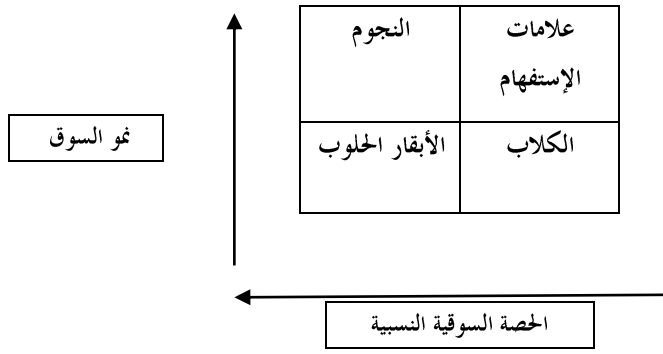 علامات
الإستفهام
النجوم
نمو السوق
الكلاب
الأبقار الحلوب
الحصة السوقية النسبية